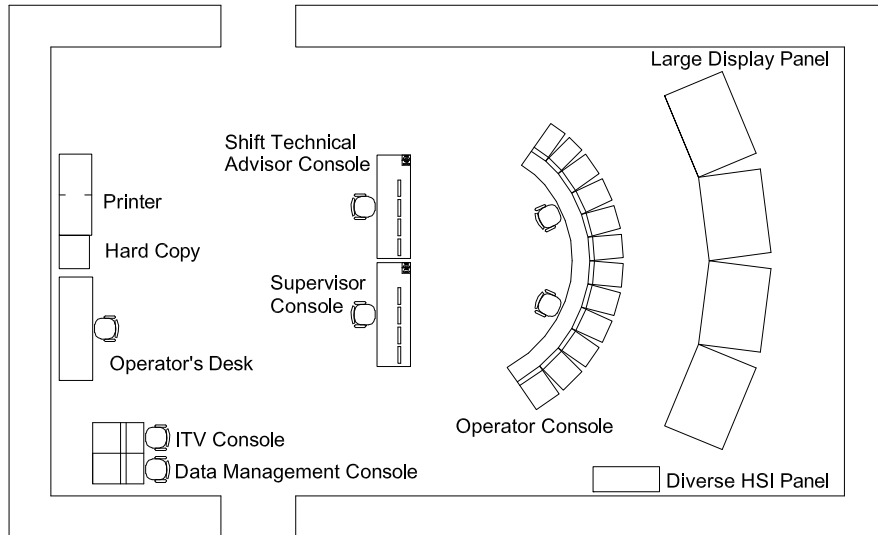 Large Display Panel
Shift Technical
Advisor Console
Printer
Hard Copy
Supervisor
Console
Operator's Desk
Operator Console
ITV Console
Data Management Console
Diverse HSI Panel